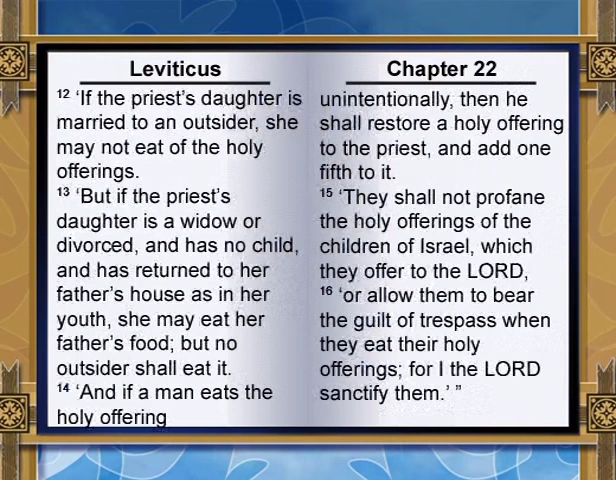 Leviticus
12 ‘If the priest’s daughter is
married to an outsider, she
may not eat of the holy
offerings.
13 ‘But if the priest’s
daughter is a widow or
divorced, and has no child,
and has returned to her
father’s house as in her
youth, she may eat her
father’s food; but no
outsider shall eat it.
14 ‘And if a man eats the
holy offering
Chapter 22
unintentionally, then he
shall restore a holy offering
to the priest, and add one
fifth to it.
15 ‘They shall not profane
the holy offerings of the
children of Israel, which
they offer to the LORD,
16 ‘or allow them to bear
the guilt of trespass when
they eat their holy
offerings; for I the LORD
sanctify them.’ ”